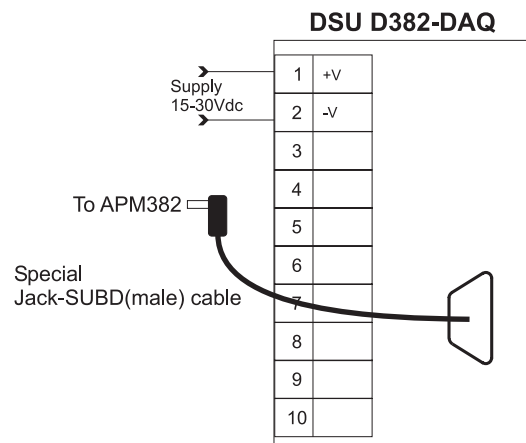 DSU D382-DAQ
1 +V
Supply
15-30Vdc
2 -V
3
4
To APM382
5
6
Special
Jack-SUBD(male) cable
7
8
9
10